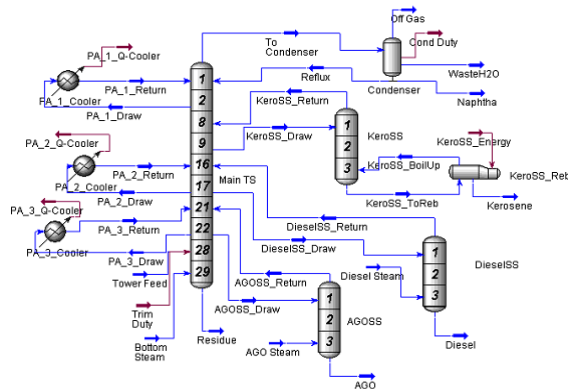 Off Gas
PA_1_Q-Cooler
To
Condenser
Cond Duty
PA_1_Return
1
WasteH2O
Reflux
Condenser
PA_1_Cooler
2
KeroSS_Return
Naphtha
PA_1_Draw
8
1
KeroSS
KeroSS_Energy
PA_2_Q-Cooler
9
KeroSS_Draw
2
PA_2_Return
16
3
KeroSS_BoilUp
KeroSS_Reb
Main TS
PA_2_Cooler
17
KeroSS_ToReb
Kerosene
PA_2_Draw
PA_3_Q-Cooler
21
DieselSS_Return
PA_3_Return
22
DieselSS_Draw
1
PA_3_Cooler
28
DieselSS
PA_3_Draw
AGOSS_Return
2
Tower Feed
29
Diesel Steam
3
AGOSS_Draw
1
Trim
Duty
2
AGOSS
Bottom
Steam
Residue
AGO Steam
3
Diesel
AGO